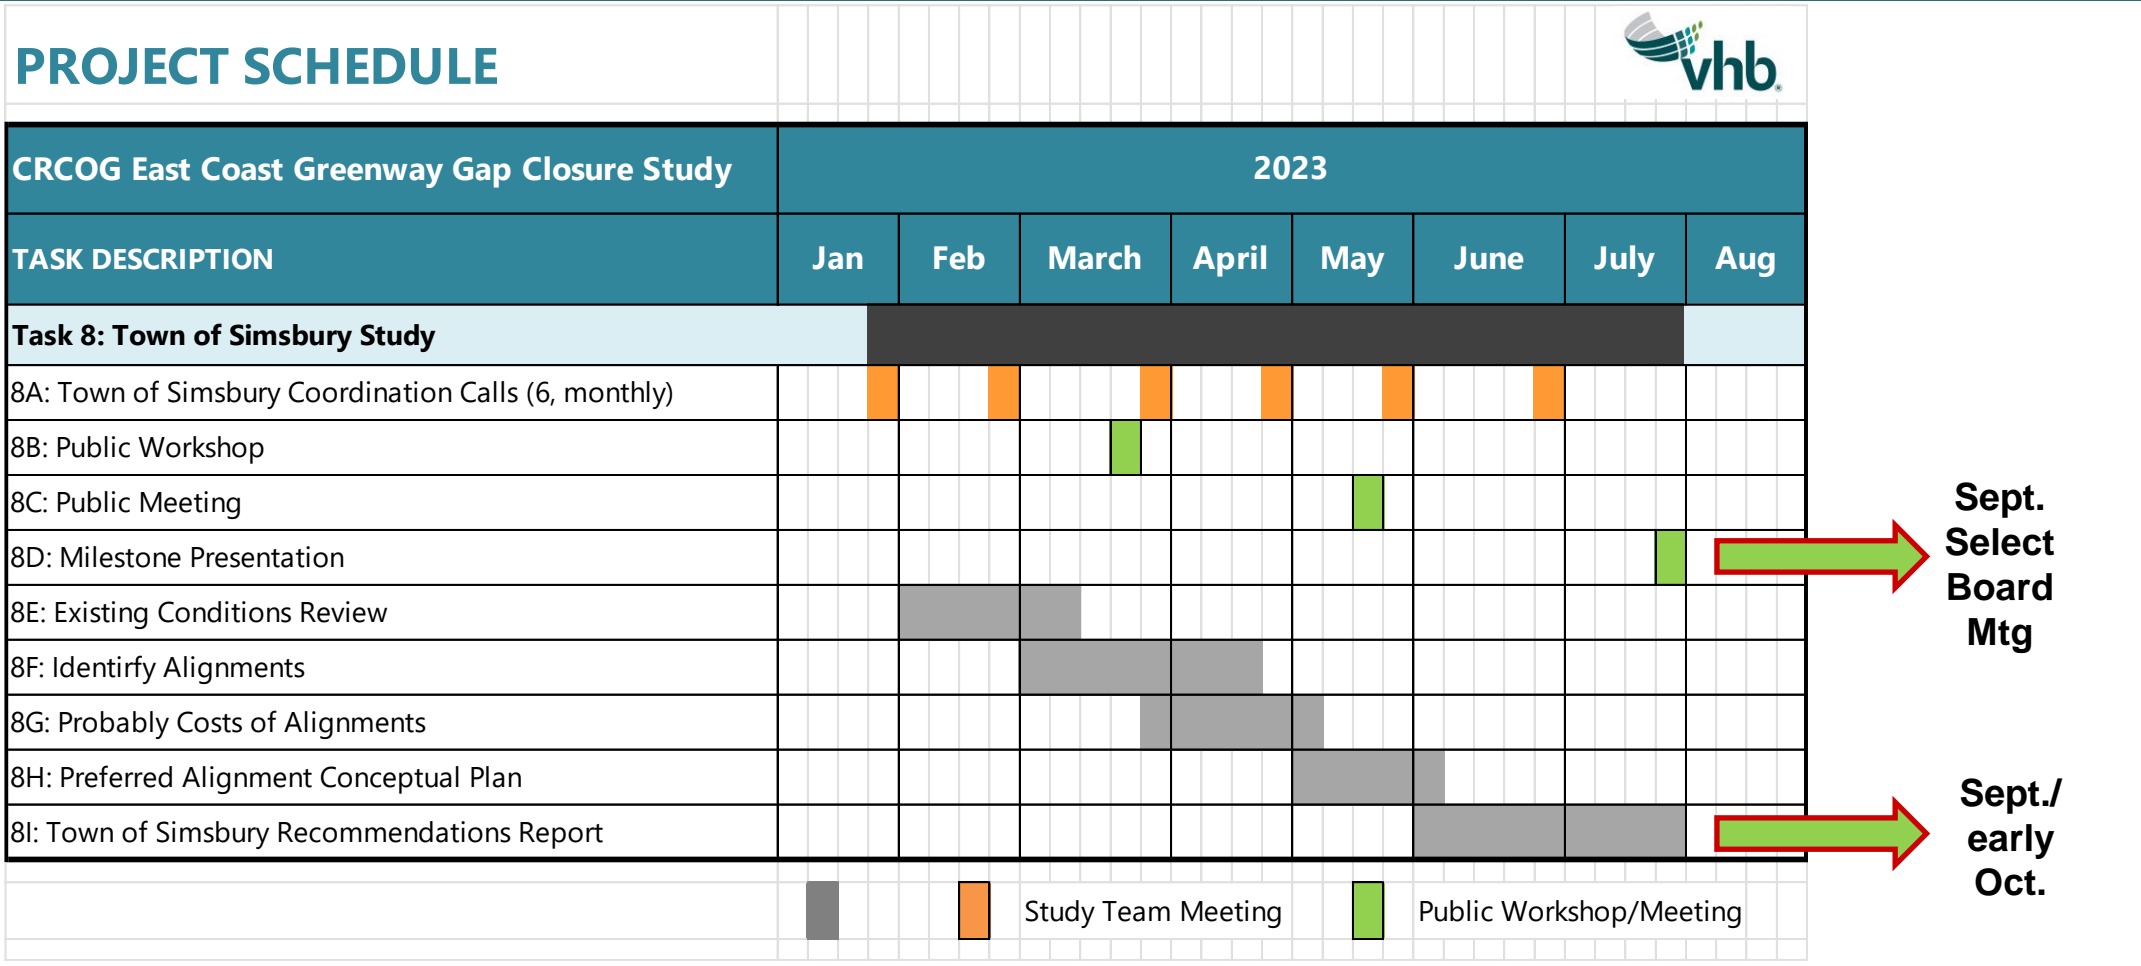 PROJECT SCHEDULE
vhb
CRCOG East Coast Greenway Gap Closure Study
2023
TASK DESCRIPTION
Jan
Feb
March
April
May
June
July
Aug
Task 8: Town of Simsbury Study
8A: Town of Simsbury Coordination Calls (6, monthly)
8B: Public Workshop
8C: Public Meeting
8D: Milestone Presentation
8E: Existing Conditions Review
8F: Identirfy Alignments
8G: Probably Costs of Alignments
8H: Preferred Alignment Conceptual Plan
8I: Town of Simsbury Recommendations Report
Sept.
Select
Board
Mtg
Sept./
early
Oct.
Study Team Meeting
Public Workshop/Meeting